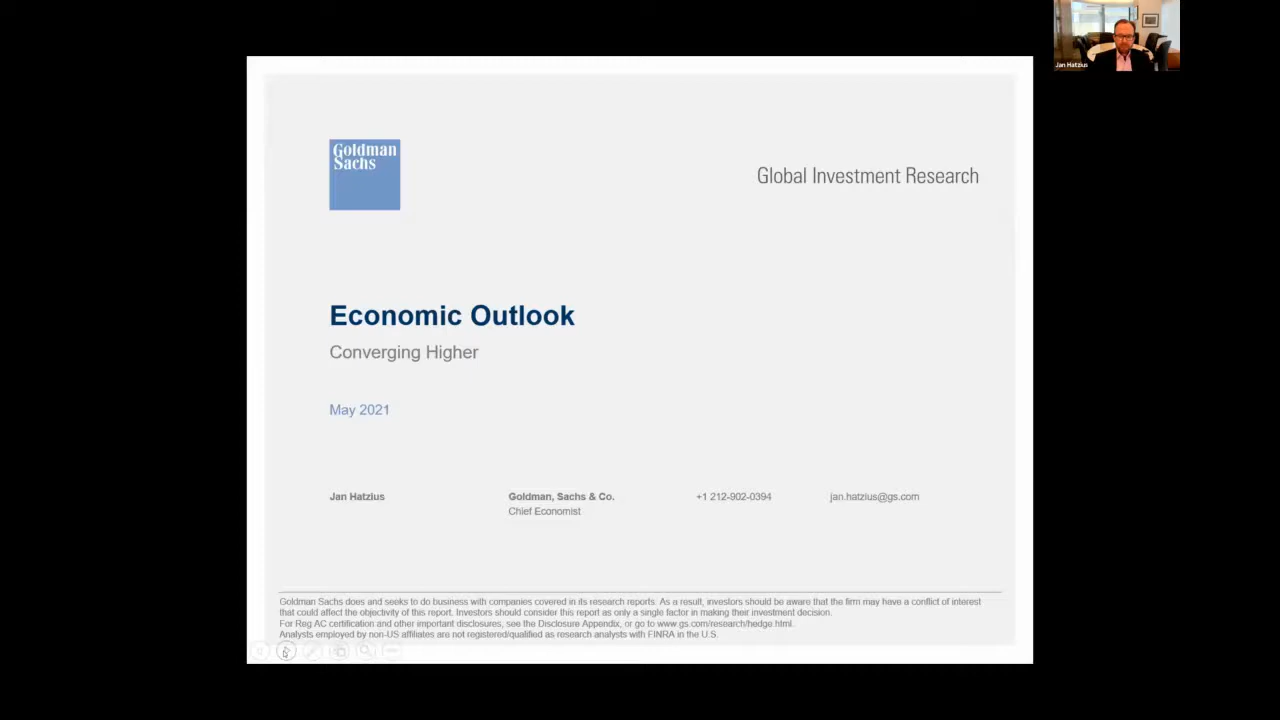 Jan Hatzius
Goldman
Sachs
Global Investment Research
Economic Outlook
Converging Higher
May 2021
Jan Hatzius Goldman, Sachs & Co. +1 212-902-0394 jan.hatzius@gs.com
Chief Economist
Goldman Sachs does and seeks to do business with companies covered in its research reports. As a result, investors should be aware that the firm may have a conflict of interest
that could affect the objectivity of this report. Investors should consider this report as only a single factor in making their investment decision.
For Reg AC certification and other important disclosures, see the Disclosure Appendix, or go to www.gs.com/research/hedge.html.
Analysts employed by non-US affiliates are not registered/qualified as research analysts with FINRA in the U.S.